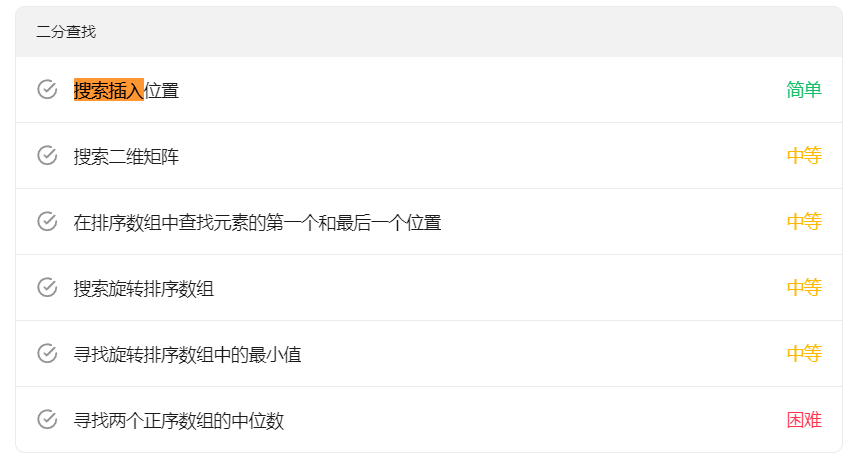 二分查找
搜索插入位置 简单
搜索二维矩阵 中等
在排序数组中查找元素的第一个和最后一个位置 中等
搜索旋转排序数组 中等
寻找旋转排序数组中的最小值 中等
寻找两个正序数组的中位数 困难